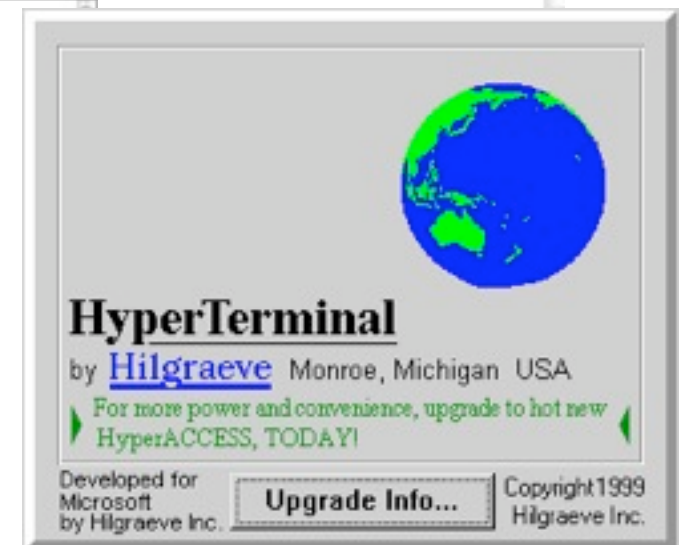 HyperTerminal
by Hilgraeve Monroe, Michigan USA
For more power and convenience, upgrade to hot new
HyperACCESS, TODAY!
Developed for
Microsoft
by Hilgraeve Inc.
Upgrade Info...
Copyright 1999
Hilgraeve Inc.